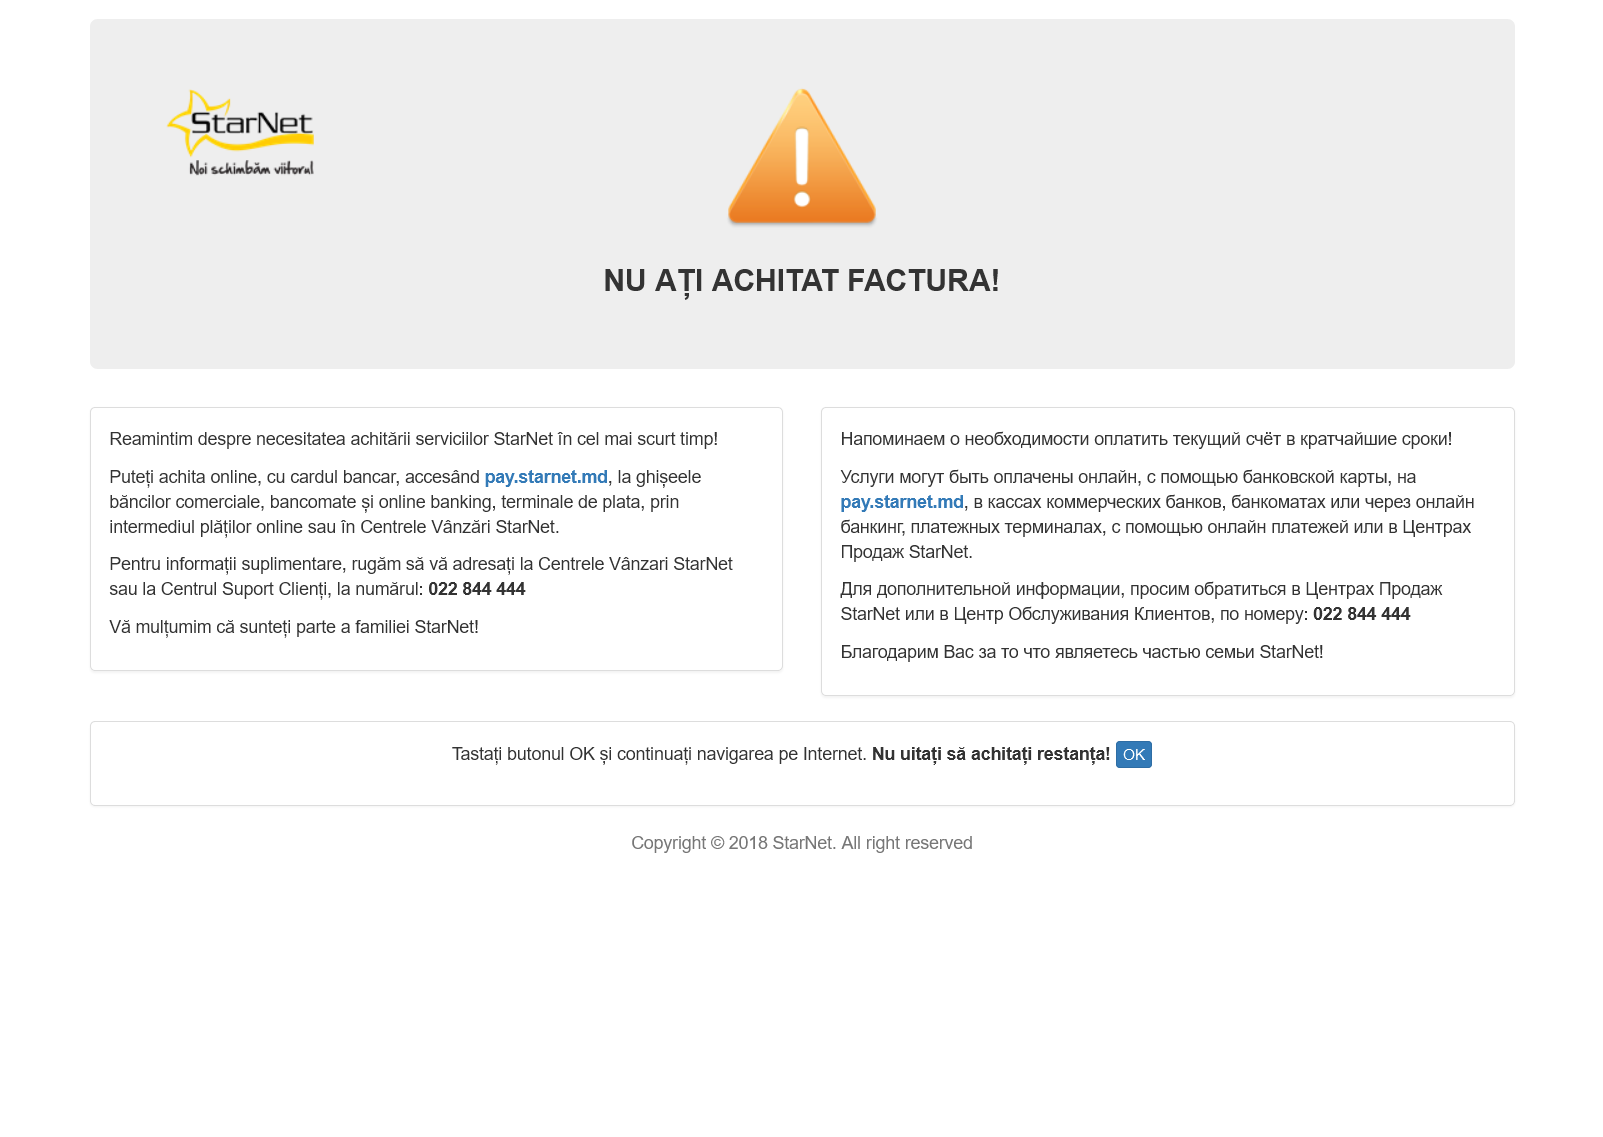 StarNet
Noi schimbăm viitorul
NU AȚI ACHITAT FACTURA!
Reamintim despre necesitatea achitării serviciilor StarNet în cel mai scurt timp!
Puteți achita online, cu cardul bancar, accesând pay.starnet.md, la ghișeele
băncilor comerciale, bancomate și online banking, terminale de plata, prin
intermediul plăților online sau în Centrele Vânzări StarNet.
Pentru informații suplimentare, rugăm să vă adresați la Centrele Vânzari StarNet
sau la Centrul Suport Clienți, la numărul: 022 844 444
Vă mulțumim că sunteți parte a familiei StarNet!
Напоминаем о необходимости оплатить текущий счёт в кратчайшие сроки!
Услуги могут быть оплачены онлайн, с помощью банковской карты, на
pay.starnet.md, в кассах коммерческих банков, банкоматах или через онлайн
банкинг, платежных терминалах, с помощью онлайн платежей или в Центрах
Продаж StarNet.
Для дополнительной информации, просим обратиться в Центрах Продаж
StarNet или в Центр Обслуживания Клиентов, по номеру: 022 844 444
Благодарим Вас за то что являетесь частью семьи StarNet!
Tastați butonul OK și continuați navigarea pe Internet. Nu uitați să achitați restanța! OK
Copyright © 2018 StarNet. All right reserved